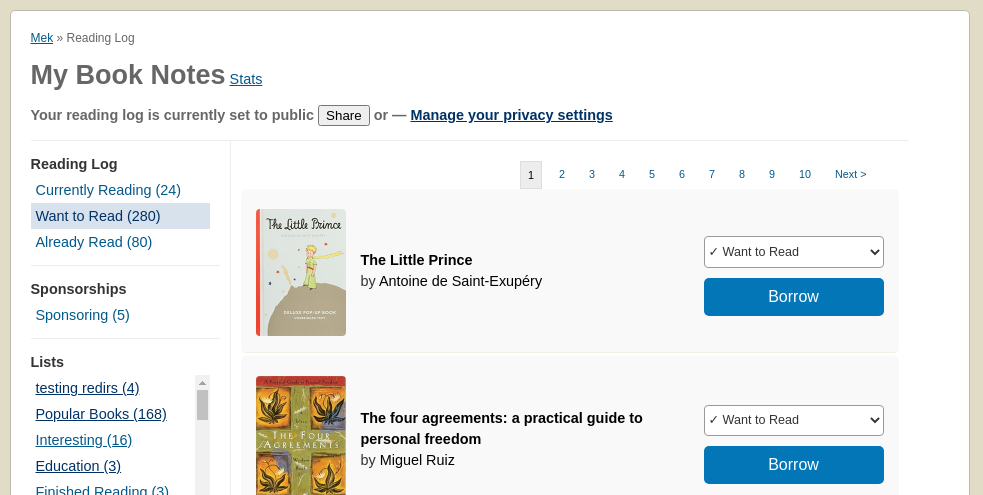 Mek » Reading Log
My Book Notes Stats
Your reading log is currently set to public Share or — Manage your privacy settings
Reading Log
Currently Reading (24)
Want to Read (280)
Already Read (80)
Sponsorships
Sponsoring (5)
Lists
testing redirs (4)
Popular Books (168)
Interesting (16)
Education (3)
Finished Reading (3)
1 2 3 4 5 6 7 8 9 10 Next >
The Little Prince
DELUXE POP-UP BOOK
The Little Prince
by Antoine de Saint-Exupéry
✓ Want to Read
Borrow
THE FOUR
AGREEMENTS
The four agreements: a practical guide to
personal freedom
by Miguel Ruiz
✓ Want to Read
Borrow